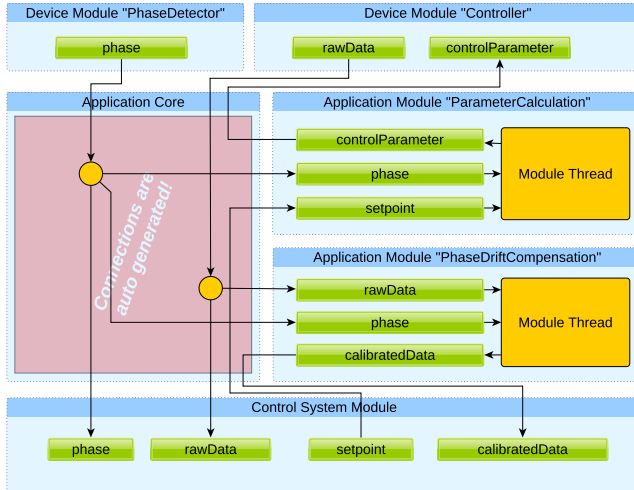 Device Module "PhaseDetector"
phase
Device Module "Controller"
rawData
controlParameter
Application Core
Connections are
auto generated!
Application Module "ParameterCalculation"
controlParameter
phase
setpoint
Module Thread
Application Module "PhaseDriftCompensation"
rawData
phase
calibratedData
Module Thread
Control System Module
phase
rawData
setpoint
calibratedData